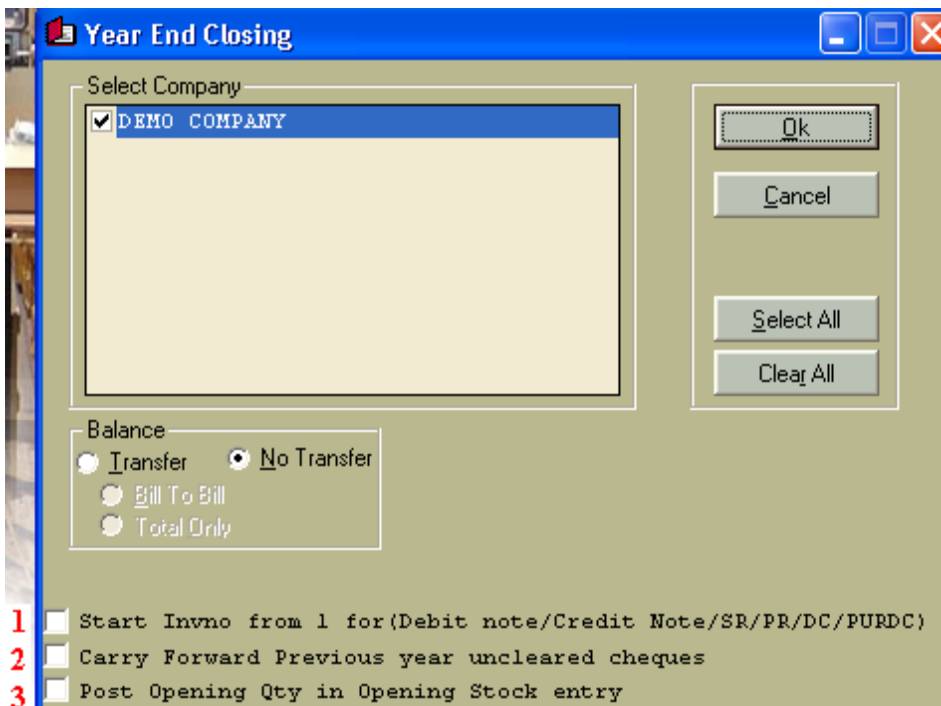 Year End Closing
Select Company
DEMO COMPANY
Ok
Cancel
Select All
Clear All
Balance
Transfer No Transfer
Bill To Bill
Total Only
1 Start Invno from 1 for(Debit note/Credit Note/SR/PR/DC/PURDC)
2 Carry Forward Previous year uncleared cheques
3 Post Opening Qty in Opening Stock entry